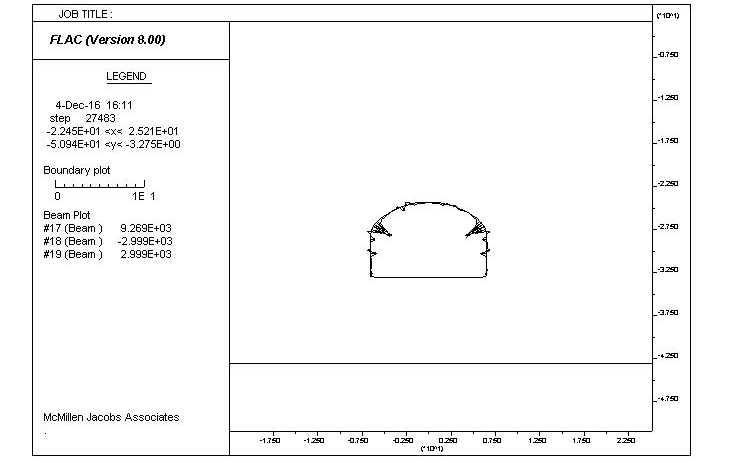 JOB TITLE :
FLAC (Version 8.00)
LEGEND
4-Dec-16 16:11
step 27483
-2.245E+01 <x< 2.521E+01
-5.094E+01 <y< -3.275E+00
Boundary plot
0 1E 1
Beam Plot
#17 (Beam ) 9.269E+03
#18 (Beam ) -2.999E+03
#19 (Beam ) 2.999E+03
McMillen Jacobs Associates
(*10^1)
-0.750
-1.250
-1.750
-2.250
-2.750
-3.250
-3.750
-4.250
-4.750
-1.750 -1.250 -0.750 -0.250 0.250 0.750 1.250 1.750 2.250
(*10^1)